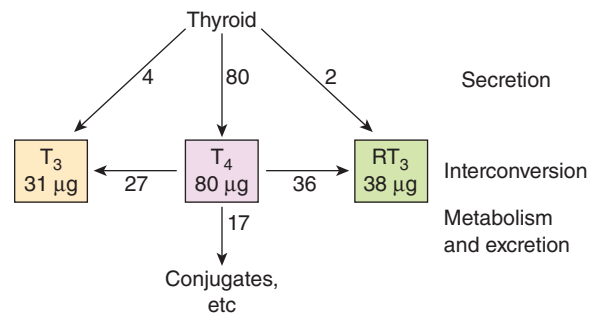 Thyroid
4
80
2
Secretion
T3
31 μg
27
T4
80 μg
36
RT3
38 μg
Interconversion
17
Metabolism
and excretion
Conjugates,
etc